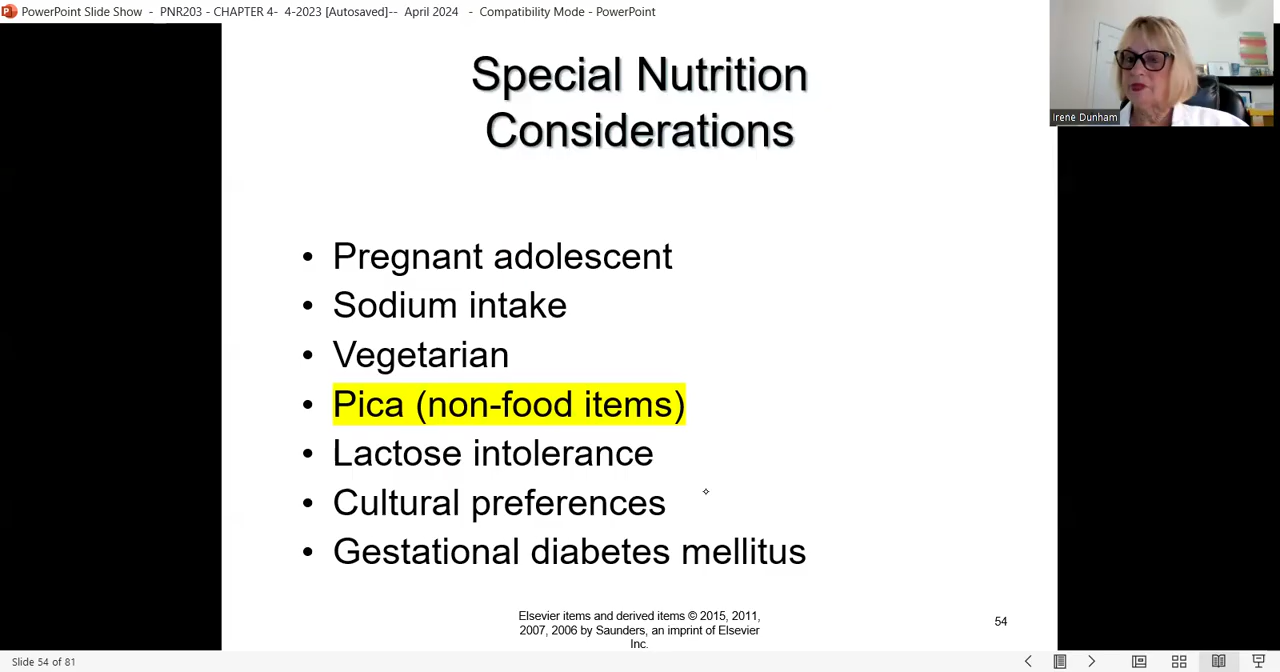 PowerPoint Slide Show - PNR203 - CHAPTER 4- 4-2023 [Autosaved]-- April 2024 - Compatibility Mode - PowerPoint
Irene Dunham
Special Nutrition
Considerations
• Pregnant adolescent
• Sodium intake
• Vegetarian
• Pica (non-food items)
• Lactose intolerance
• Cultural preferences
• Gestational diabetes mellitus
Elsevier items and derived items © 2015, 2011,
2007, 2006 by Saunders, an imprint of Elsevier
Inc.
54
Slide 54 of 81